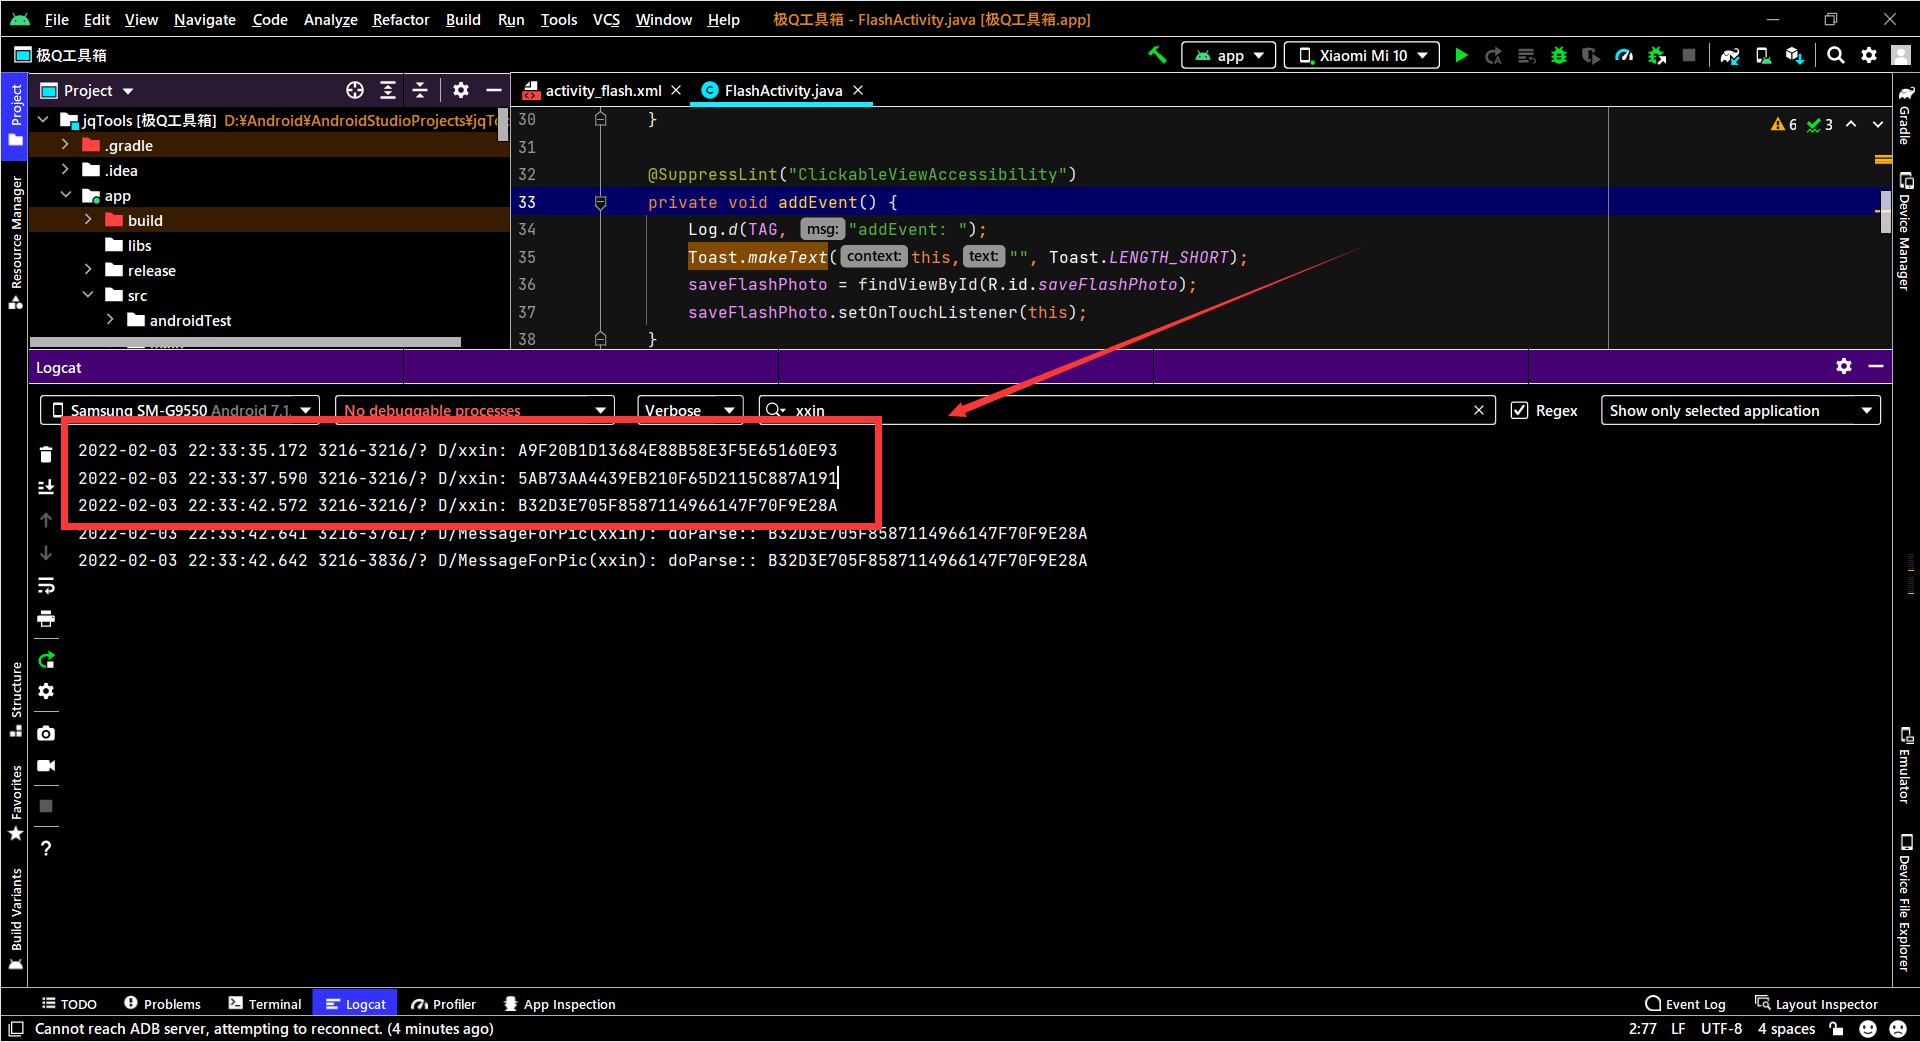 File Edit View Navigate Code Analyze Refactor Build Run Tools VCS Window Help 极Q工具箱 - FlashActivity.java [极Q工具箱.app]
极Q工具箱 app Xiaomi Mi 10
Project
activity_flash.xml FlashActivity.java
jqTools [极Q工具箱] D:¥Android¥AndroidStudioProjects¥jqTo
.gradle
.idea
app
build
libs
release
src
androidTest
30 }
31
32 @SuppressLint("ClickableViewAccessibility")
33 private void addEvent() {
34 Log.d(TAG, msg: "addEvent: ");
35 Toast.makeText( context: this, text: "", Toast.LENGTH_SHORT);
36 saveFlashPhoto = findViewById(R.id.saveFlashPhoto);
37 saveFlashPhoto.setOnTouchListener(this);
38 }
6 3
Logcat
Samsung SM-G9550 Android 7.1. No debuggable processes Verbose xxin Regex Show only selected application
2022-02-03 22:33:35.172 3216-3216/? D/xxin: A9F20B1D13684E88B58E3F5E65160E93
2022-02-03 22:33:37.590 3216-3216/? D/xxin: 5AB73AA4439EB210F65D2115C887A191
2022-02-03 22:33:42.572 3216-3216/? D/xxin: B32D3E705F8587114966147F70F9E28A
2022-02-03 22:33:42.641 3216-3761/? D/MessageForPic(xxin): doParse:: B32D3E705F8587114966147F70F9E28A
2022-02-03 22:33:42.642 3216-3836/? D/MessageForPic(xxin): doParse:: B32D3E705F8587114966147F70F9E28A
Project
Resource Manager
Structure
Favorites
Build Variants
Gradle
Device Manager
Emulator
Device File Explorer
TODO Problems Terminal Logcat Profiler App Inspection Event Log Layout Inspector
Cannot reach ADB server, attempting to reconnect. (4 minutes ago) 2:77 LF UTF-8 4 spaces